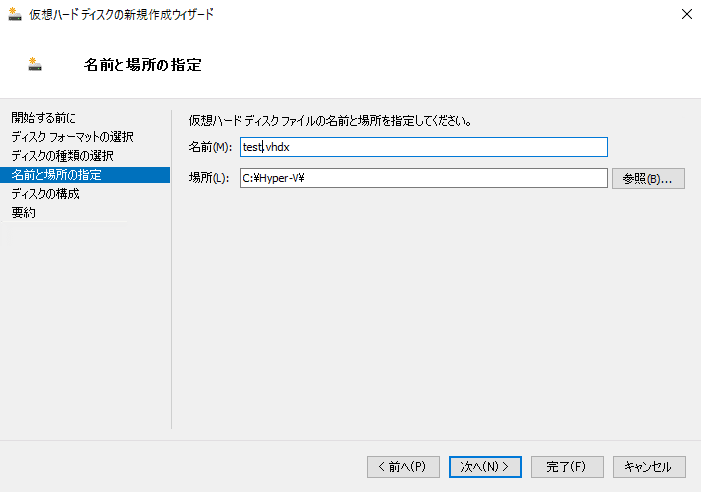 仮想ハード ディスクの新規作成ウィザード
名前と場所の指定
開始する前に
ディスク フォーマットの選択
ディスクの種類の選択
名前と場所の指定
ディスクの構成
要約
仮想ハード ディスク ファイルの名前と場所を指定してください。
名前(M): test.vhdx
場所(L): C:¥Hyper-V¥ 参照(B)...
< 前へ(P) 次へ(N) > 完了(F) キャンセル